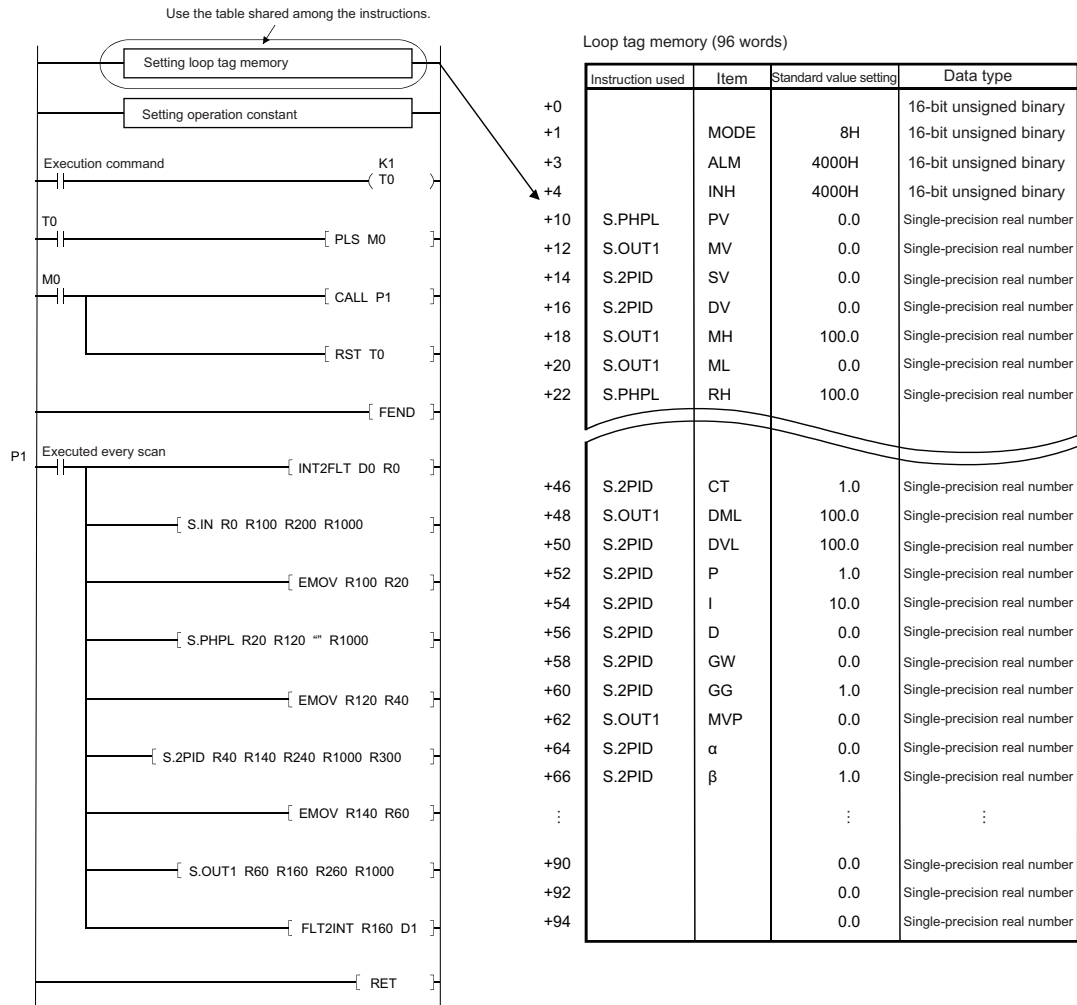 Use the table shared among the instructions.
Setting loop tag memory
Setting operation constant
Execution command
K1
T0
T0
PLS M0
M0
CALL P1
RST T0
FEND
P1
Executed every scan
INT2FLT D0 R0
S.IN R0 R100 R200 R1000
EMOV R100 R20
S.PHPL R20 R120 “” R1000
EMOV R120 R40
S.2PID R40 R140 R240 R1000 R300
EMOV R140 R60
S.OUT1 R60 R160 R260 R1000
FLT2INT R160 D1
RET
Loop tag memory (96 words)
Instruction used Item Standard value setting Data type
+0 16-bit unsigned binary
+1 MODE 8H 16-bit unsigned binary
+3 ALM 4000H 16-bit unsigned binary
+4 INH 4000H 16-bit unsigned binary
+10 S.PHPL PV 0.0 Single-precision real number
+12 S.OUT1 MV 0.0 Single-precision real number
+14 S.2PID SV 0.0 Single-precision real number
+16 S.2PID DV 0.0 Single-precision real number
+18 S.OUT1 MH 100.0 Single-precision real number
+20 S.OUT1 ML 0.0 Single-precision real number
+22 S.PHPL RH 100.0 Single-precision real number
+46 S.2PID CT 1.0 Single-precision real number
+48 S.OUT1 DML 100.0 Single-precision real number
+50 S.2PID DVL 100.0 Single-precision real number
+52 S.2PID P 1.0 Single-precision real number
+54 S.2PID I 10.0 Single-precision real number
+56 S.2PID D 0.0 Single-precision real number
+58 S.2PID GW 0.0 Single-precision real number
+60 S.2PID GG 1.0 Single-precision real number
+62 S.OUT1 MVP 0.0 Single-precision real number
+64 S.2PID α 0.0 Single-precision real number
+66 S.2PID β 1.0 Single-precision real number
⋮ ⋮ ⋮
+90 0.0 Single-precision real number
+92 0.0 Single-precision real number
+94 0.0 Single-precision real number